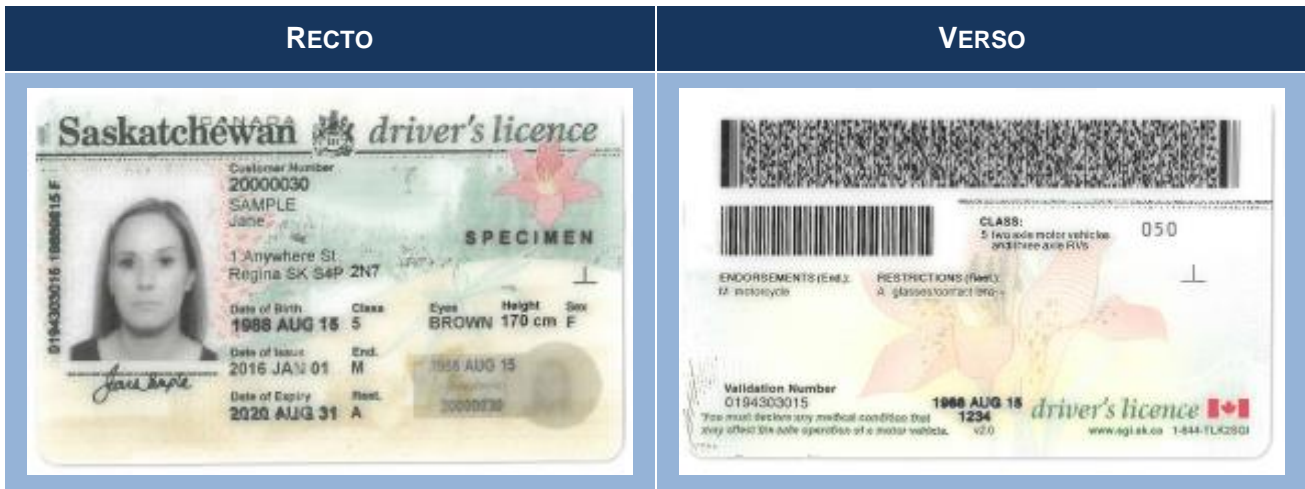 RECTO
VERSO
CANADA
Saskatchewan driver's licence
Customer Number
20000030
SAMPLE
Jane
SPECIMEN
1 Anywhere St
Regina SK S4P 2N7
Date of Birth Class Eyes Height Sex
1988 AUG 15 5 BROWN 170 cm F
Date of Issue End.
2016 JAN 01 M
Date of Expiry Rest.
2020 AUG 31 A
1988 AUG 15
20000030
Jane Sample
CLASS:
5 two axle motor vehicles
and three axle RVs
050
ENDORSEMENTS (End.): RESTRICTIONS (Rest.):
M motorcycle A glasses/contact lens
Validation Number
0194303015
1988 AUG 15
1234
You must declare any medical condition that
may affect the safe operation of a motor vehicle. v2.0
driver's licence
www.sgi.sk.ca 1-844-TLK2SGI